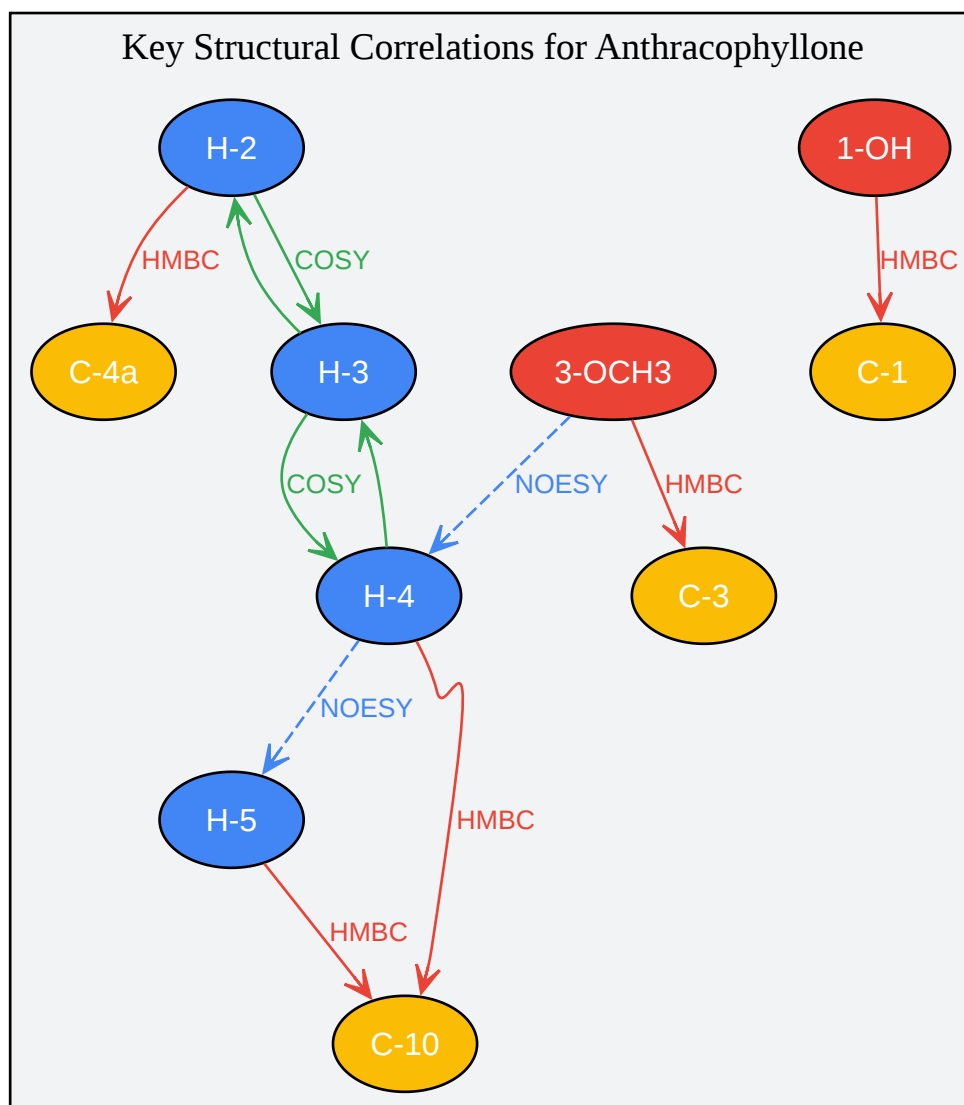 Key Structural Correlations for Anthracophyllone
H-2
1-OH
HMBC
COSY
HMBC
C-4a
H-3
3-OCH3
C-1
COSY
NOESY
HMBC
H-4
C-3
NOESY
H-5
HMBC
HMBC
C-10